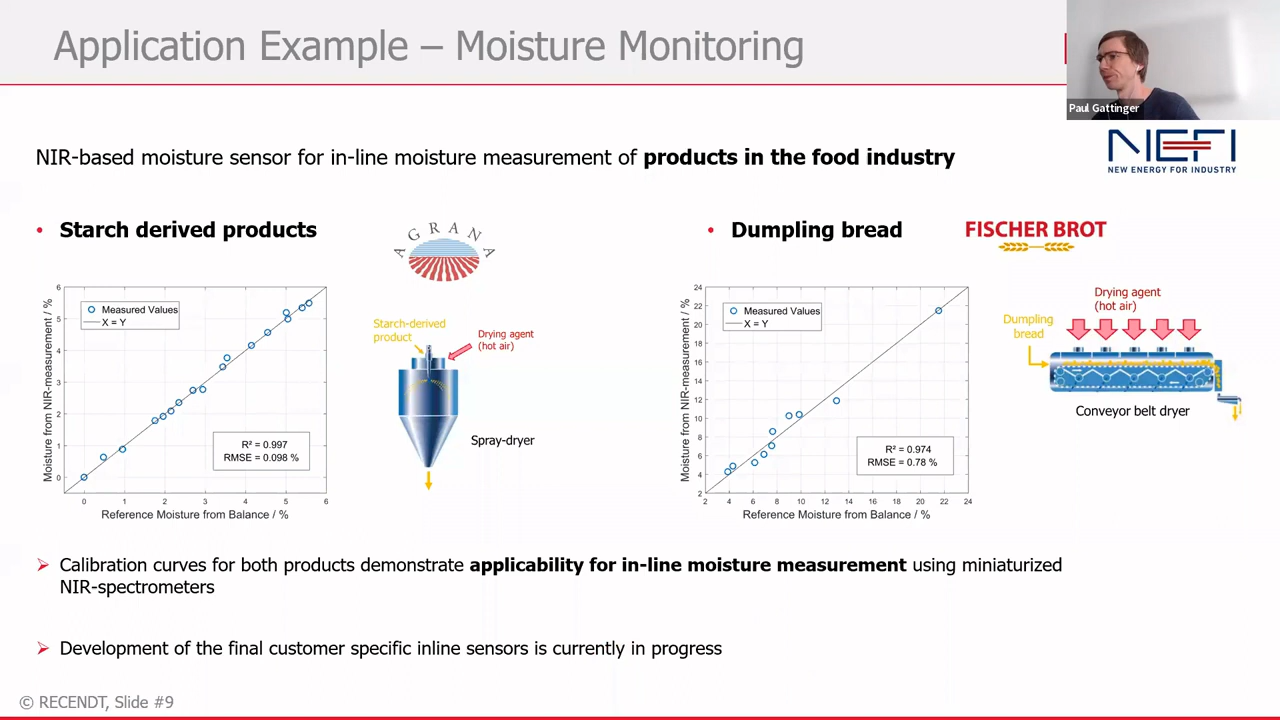 Application Example – Moisture Monitoring
Paul Gattinger
NIR-based moisture sensor for in-line moisture measurement of products in the food industry
NEFI
NEW ENERGY FOR INDUSTRY
• Starch derived products
AGRANA
• Dumpling bread
FISCHER BROT
Moisture from NIR-measurement / %
6
5
4
3
2
1
0
Measured Values
X = Y
R² = 0.997
RMSE = 0.098 %
0 1 2 3 4 5 6
Reference Moisture from Balance / %
Starch-derived
product
Drying agent
(hot air)
Spray-dryer
Moisture from NIR-measurement / %
24
22
20
18
16
14
12
10
8
6
4
2
Measured Values
X = Y
R² = 0.974
RMSE = 0.78 %
2 4 6 8 10 12 14 16 18 20 22 24
Reference Moisture from Balance / %
Drying agent
(hot air)
Dumpling
bread
Conveyor belt dryer
Calibration curves for both products demonstrate applicability for in-line moisture measurement using miniaturized
NIR-spectrometers
Development of the final customer specific inline sensors is currently in progress
© RECENDT, Slide #9